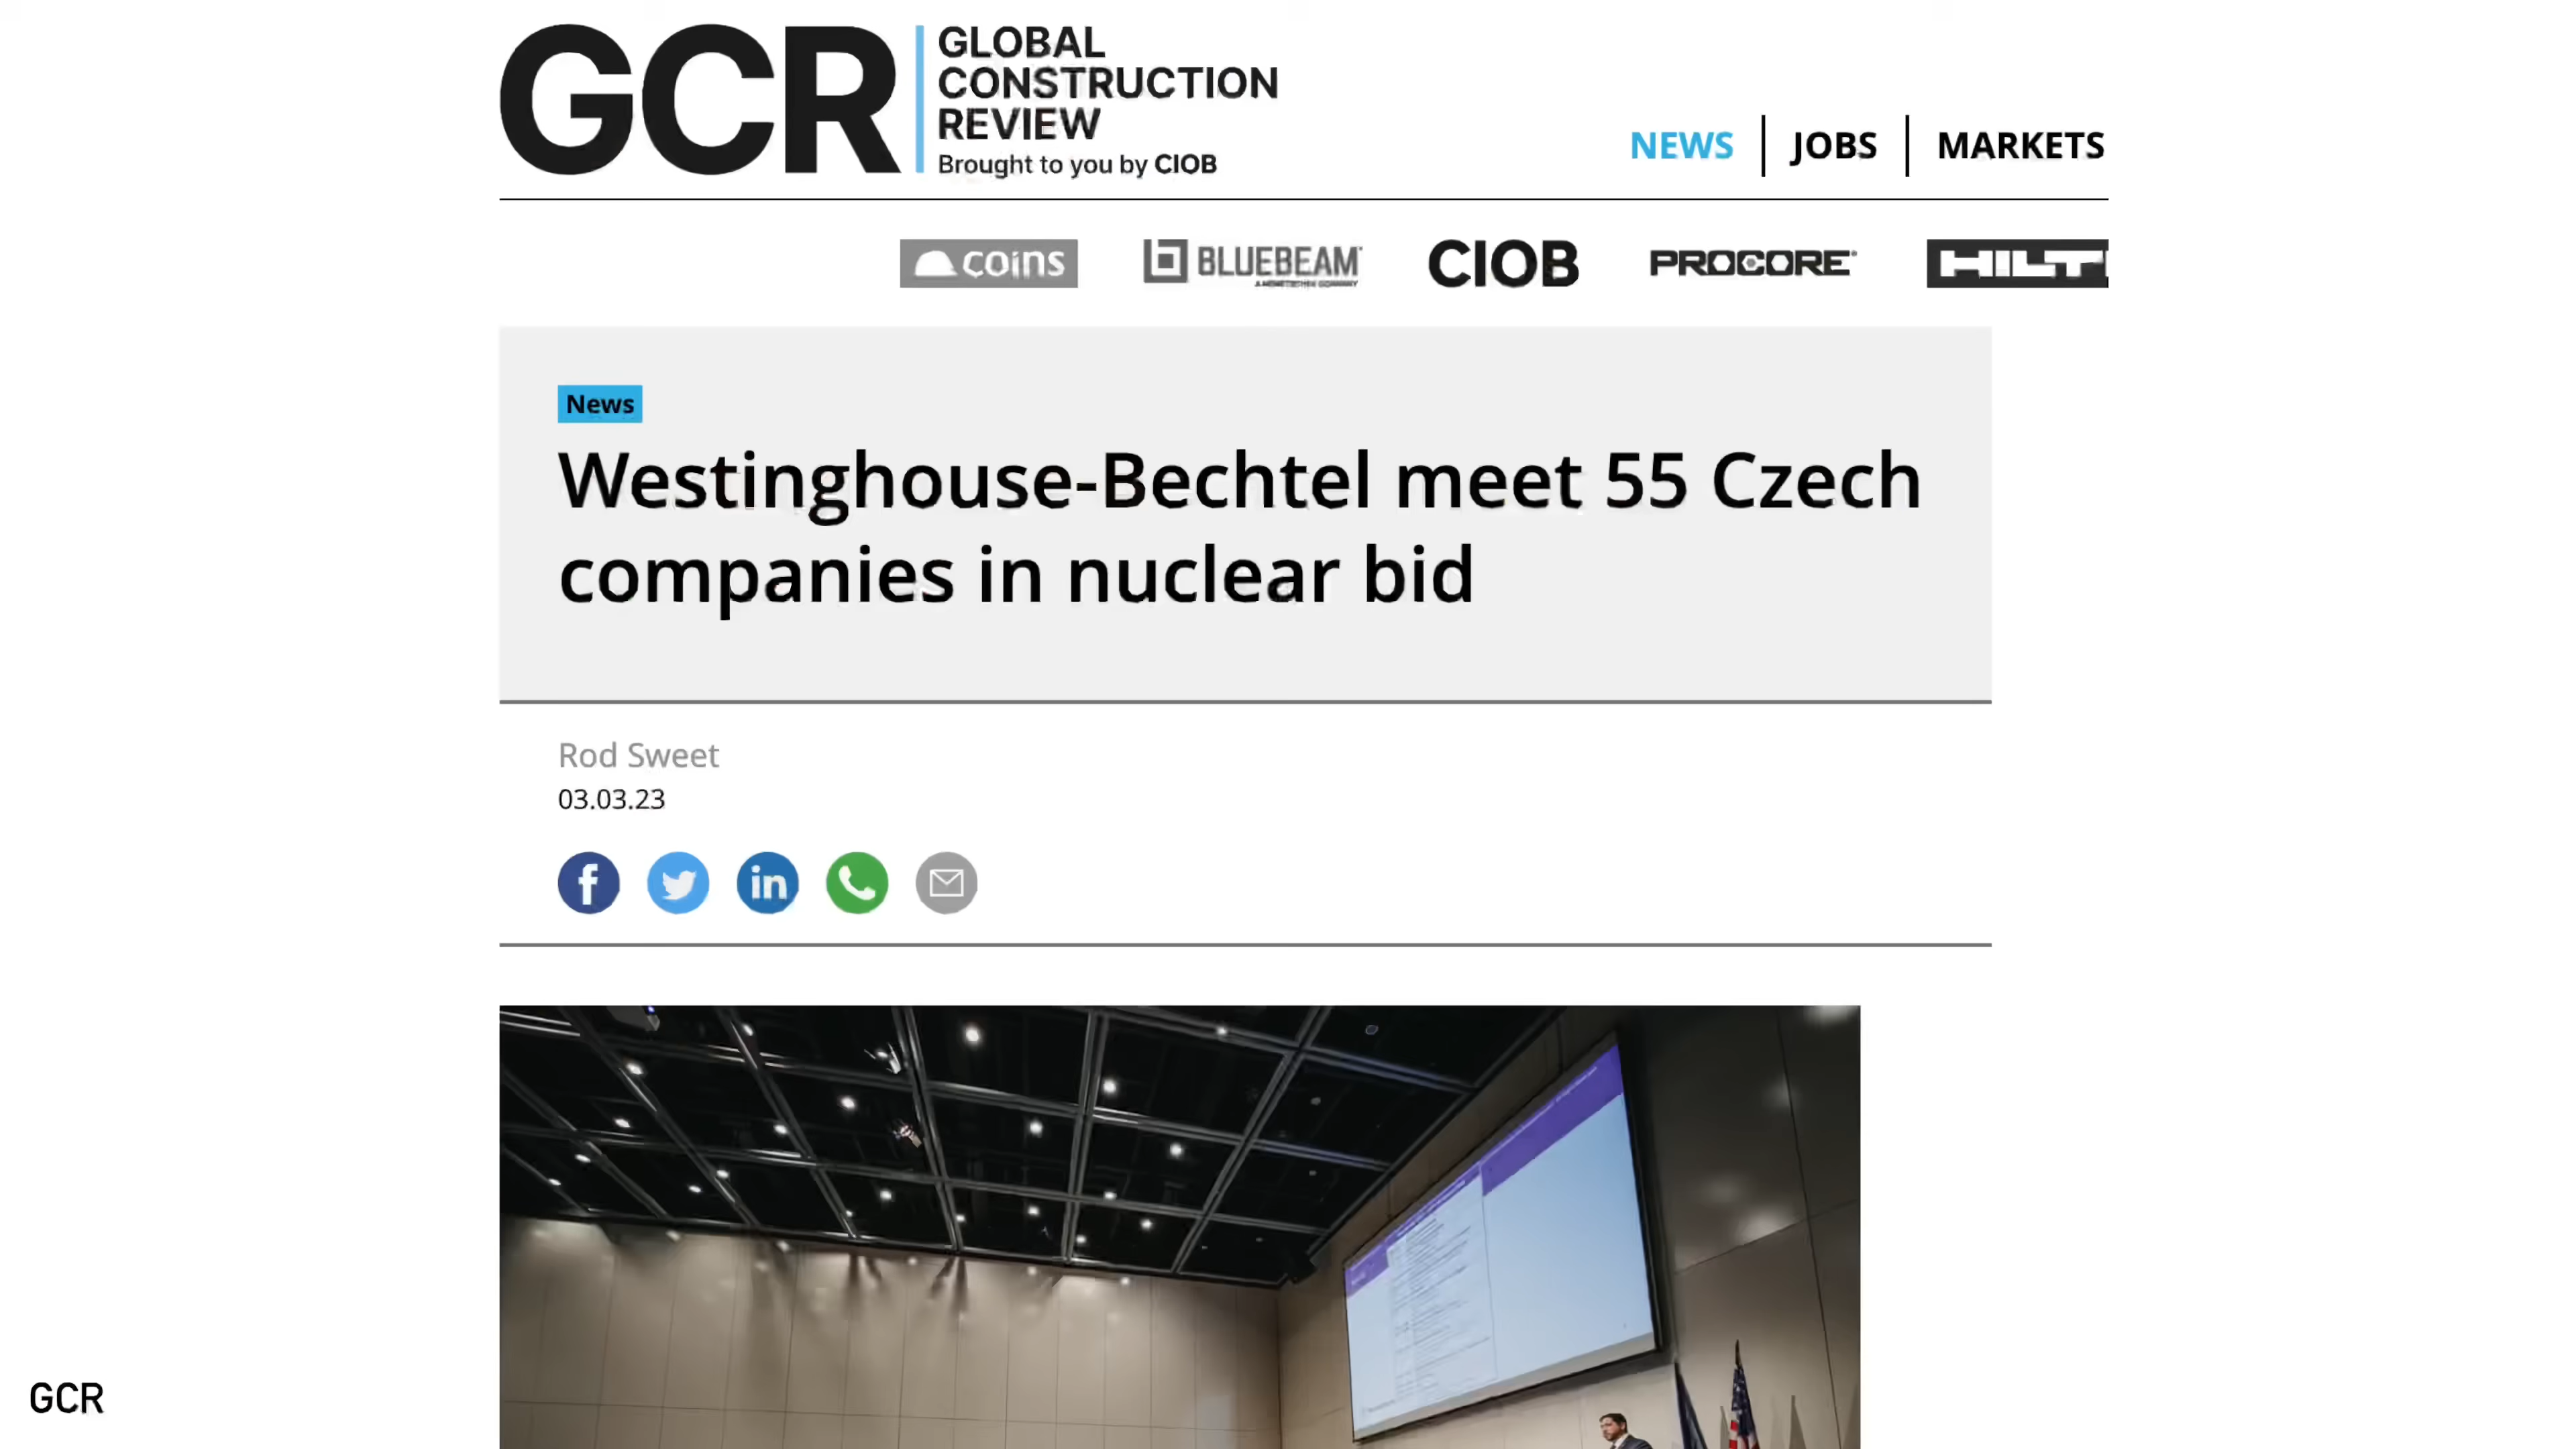 GCR
GLOBAL
CONSTRUCTION
REVIEW
Brought to you by CIOB
NEWS
JOBS
MARKETS
coins
BLUEBEAM
CIOB
PROCORE
HILTI
News
Westinghouse-Bechtel meet 55 Czech
companies in nuclear bid
Rod Sweet
03.03.23
GCR